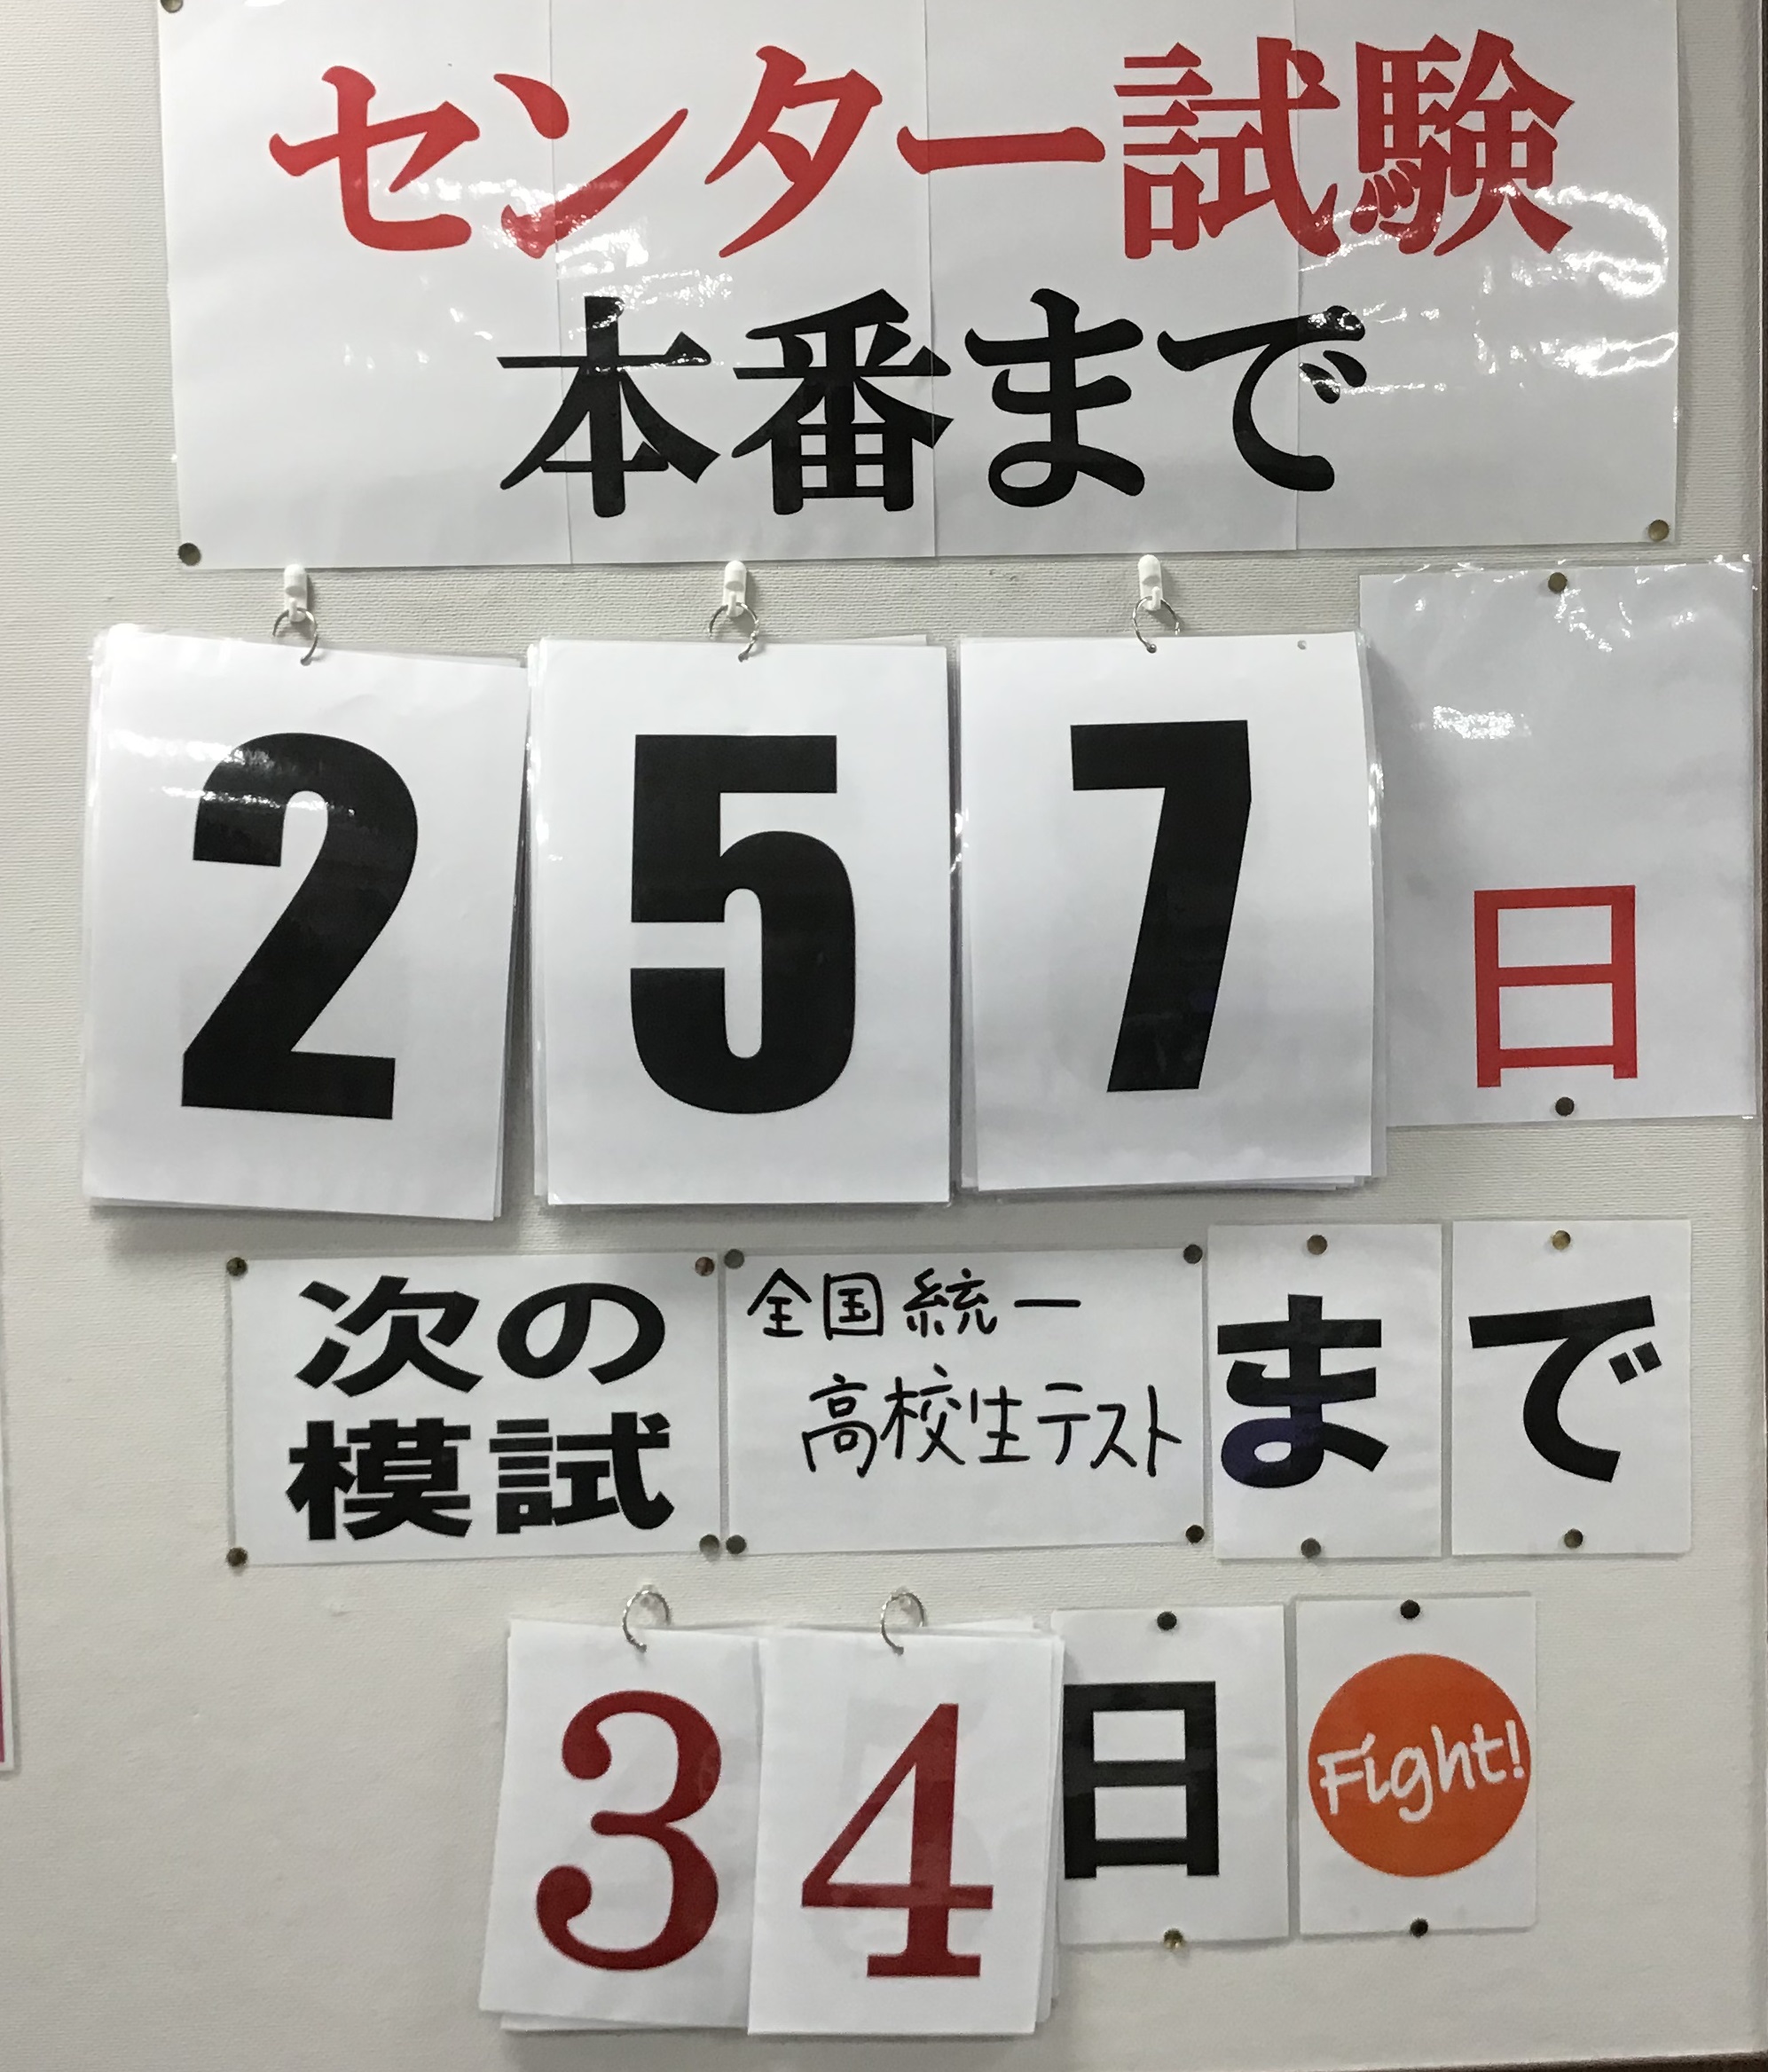 センター試験
本番まで
257日
次の
模試
全国統一
高校生テスト
まで
34日
Fight!